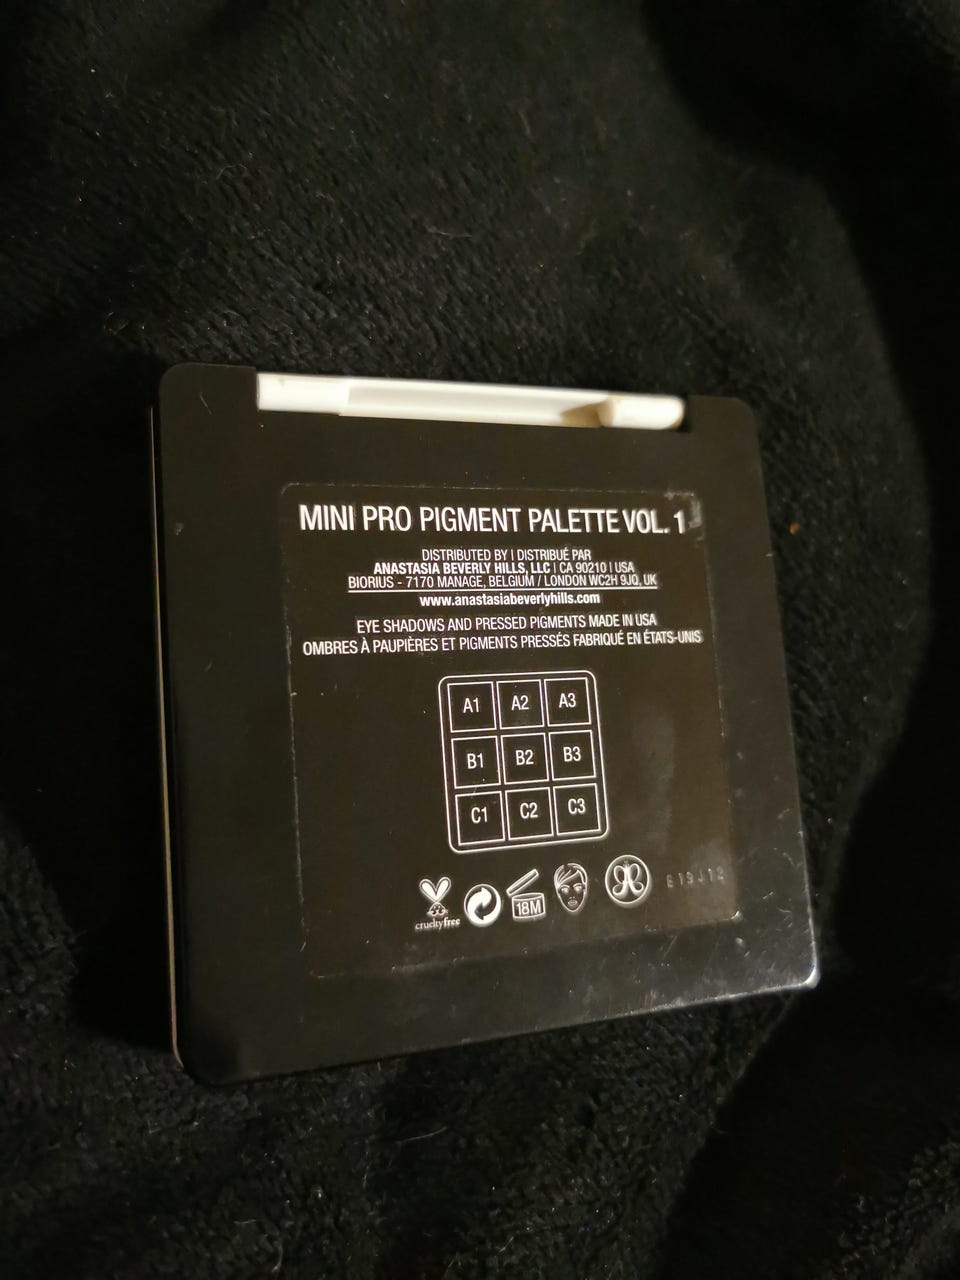 MINI PRO PIGMENT PALETTE VOL. 1
DISTRIBUTED BY | DISTRIBUÉ PAR
ANASTASIA BEVERLY HILLS, LLC | CA 90210 | USA
BIORIUS - 7170 MANAGE, BELGIUM / LONDON WC2H 9JQ, UK
www.anastasiabeverlyhills.com
EYE SHADOWS AND PRESSED PIGMENTS MADE IN USA
OMBRES À PAUPIÈRES ET PIGMENTS PRESSÉS FABRIQUÉ EN ÉTATS-UNIS
A1 A2 A3
B1 B2 B3
C1 C2 C3
18M
crueltyfree